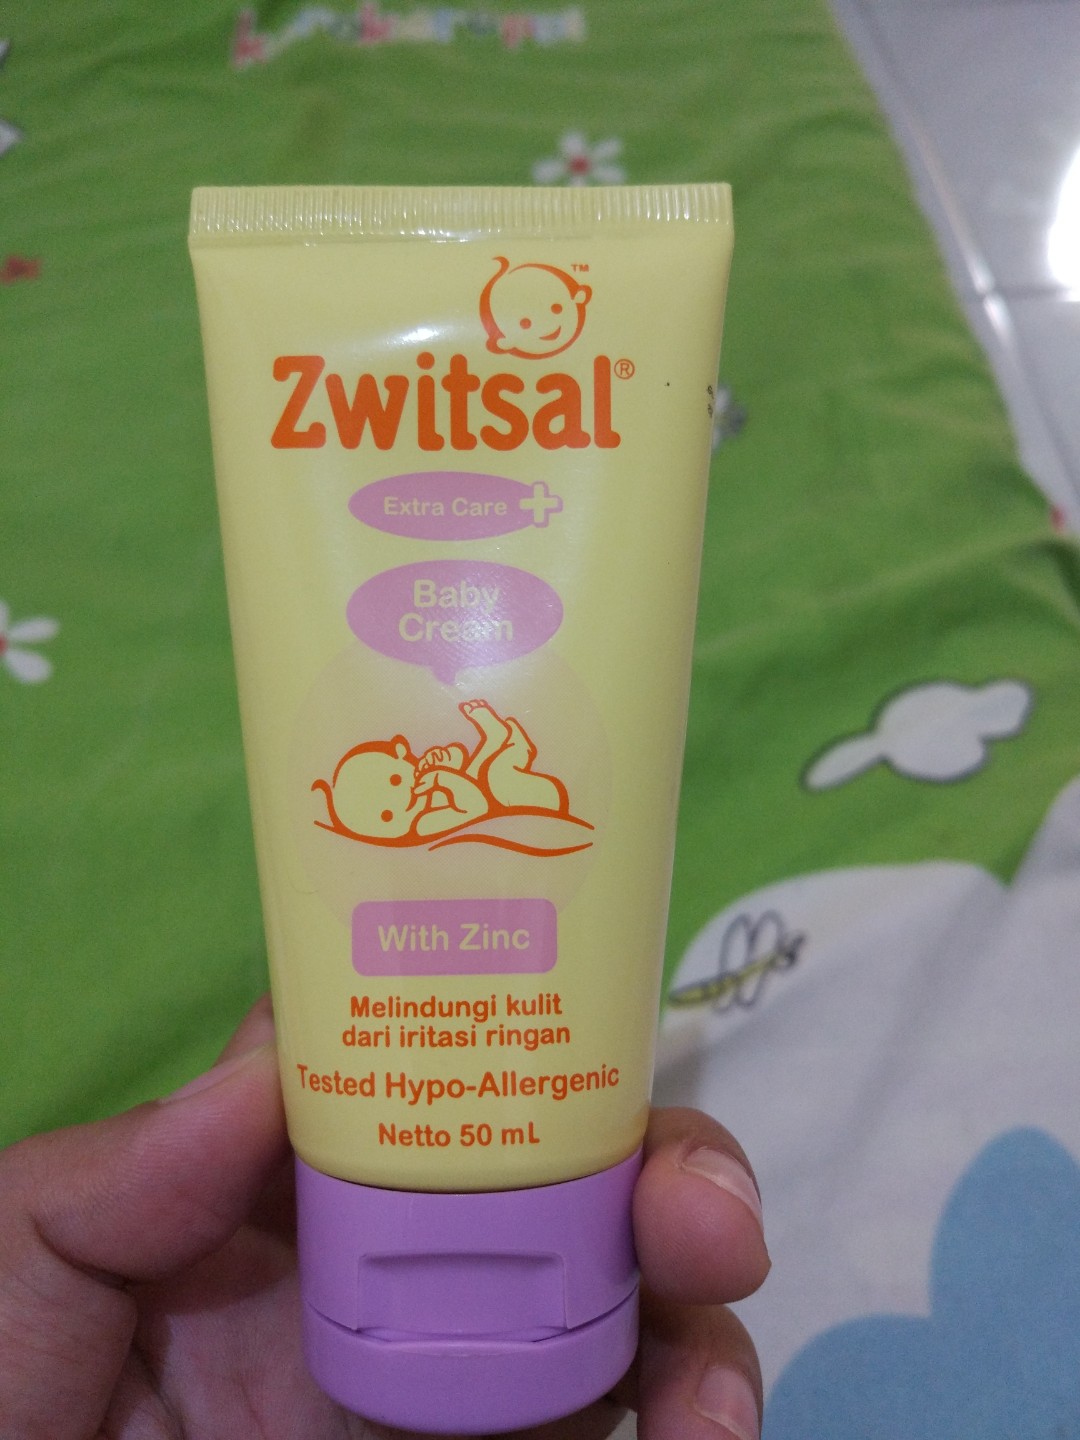 Zwitsal®
Extra Care +
Baby
Cream
With Zinc
Melindungi kulit
dari iritasi ringan
Tested Hypo-Allergenic
Netto 50 mL